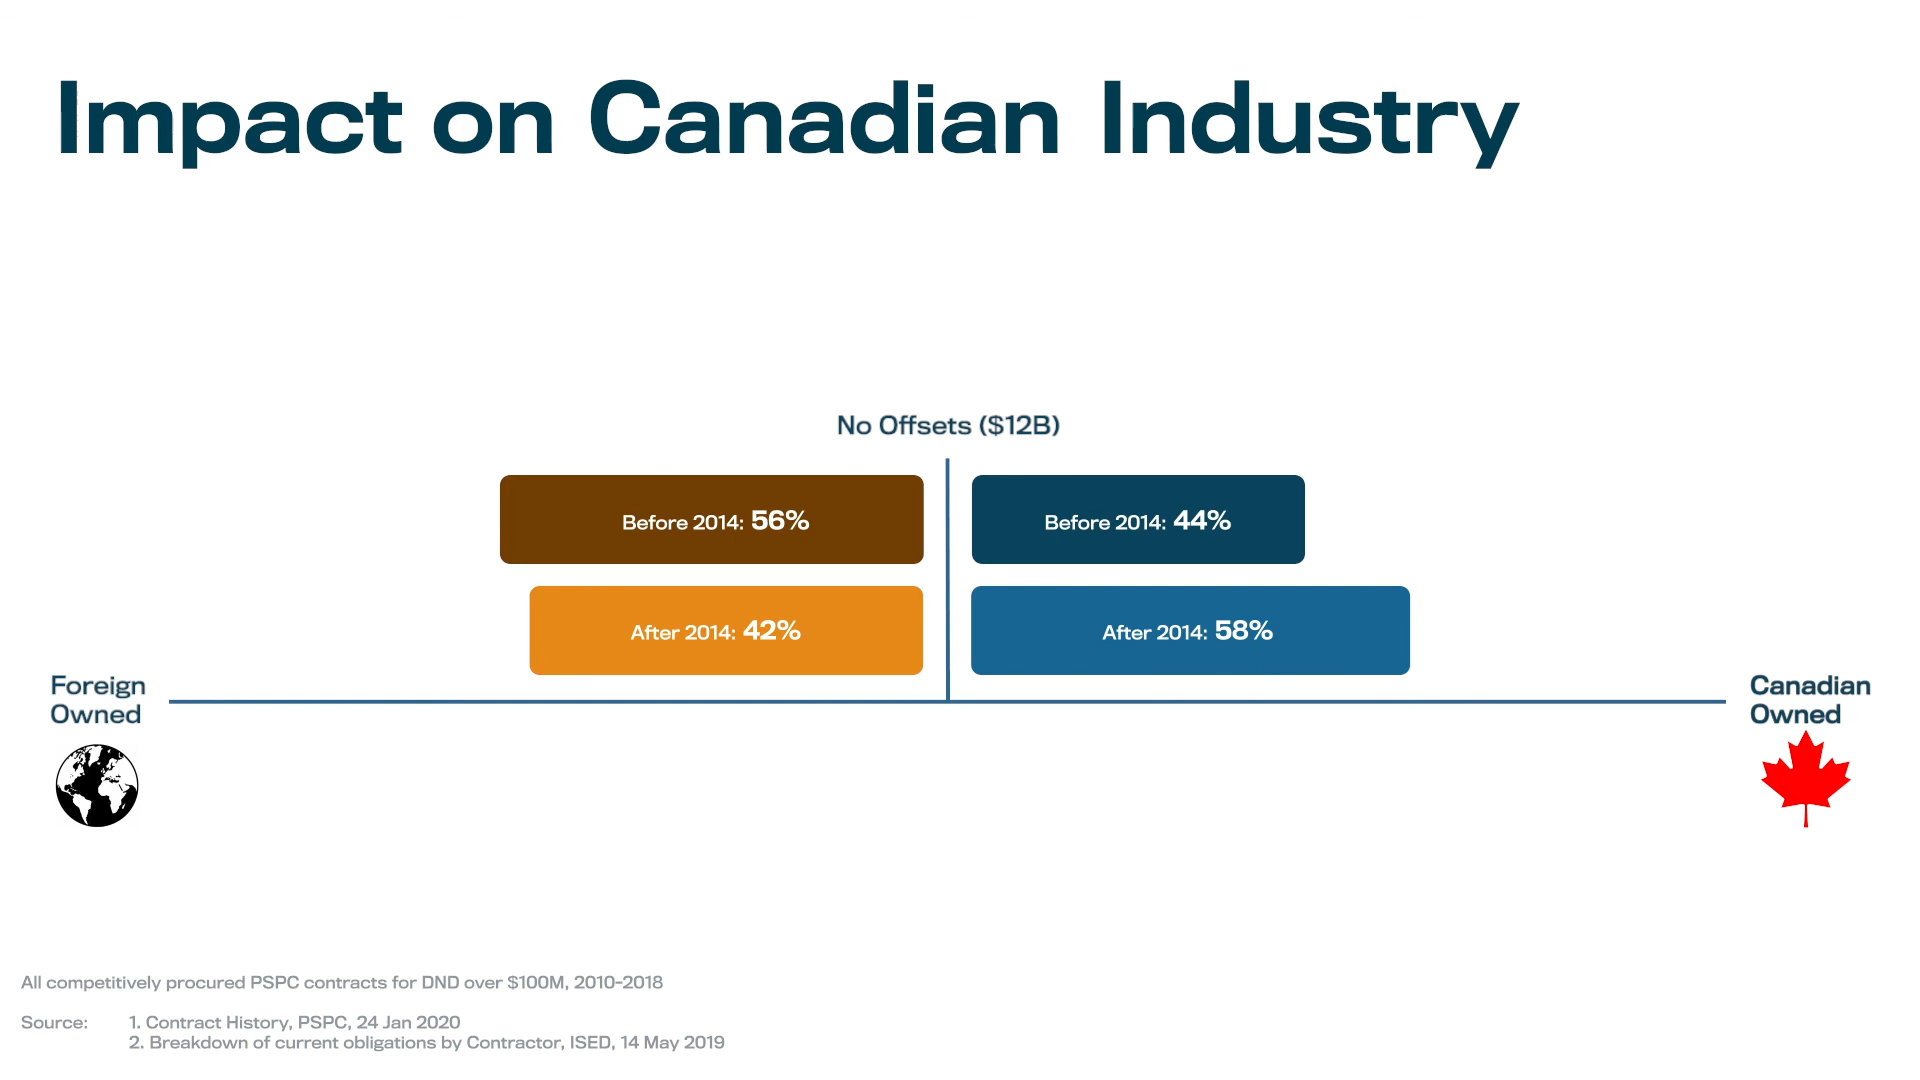 Impact on Canadian Industry
No Offsets ($12B)
Before 2014: 56%
Before 2014: 44%
After 2014: 42%
After 2014: 58%
Foreign
Owned
Canadian
Owned
All competitively procured PSPC contracts for DND over $100M, 2010-2018
Source: 1. Contract History, PSPC, 24 Jan 2020
2. Breakdown of current obligations by Contractor, ISED, 14 May 2019